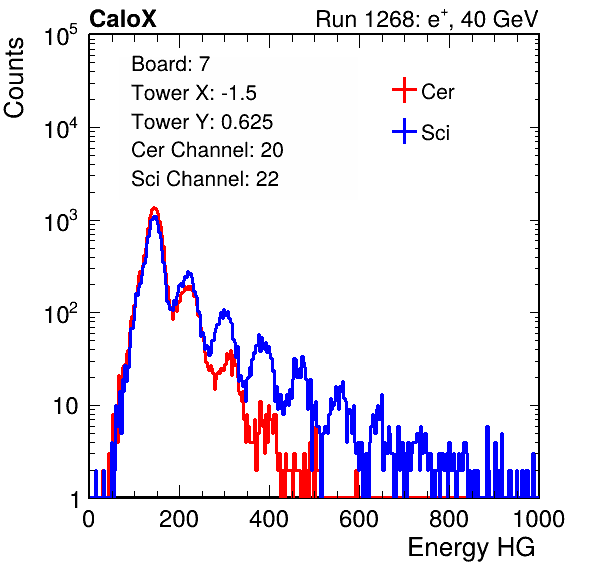 CaloX Run 1268: e⁺, 40 GeV
Counts
10⁵
10⁴
10³
10²
10
1
Board: 7
Tower X: -1.5
Tower Y: 0.625
Cer Channel: 20
Sci Channel: 22
Cer
Sci
0 200 400 600 800 1000
Energy HG